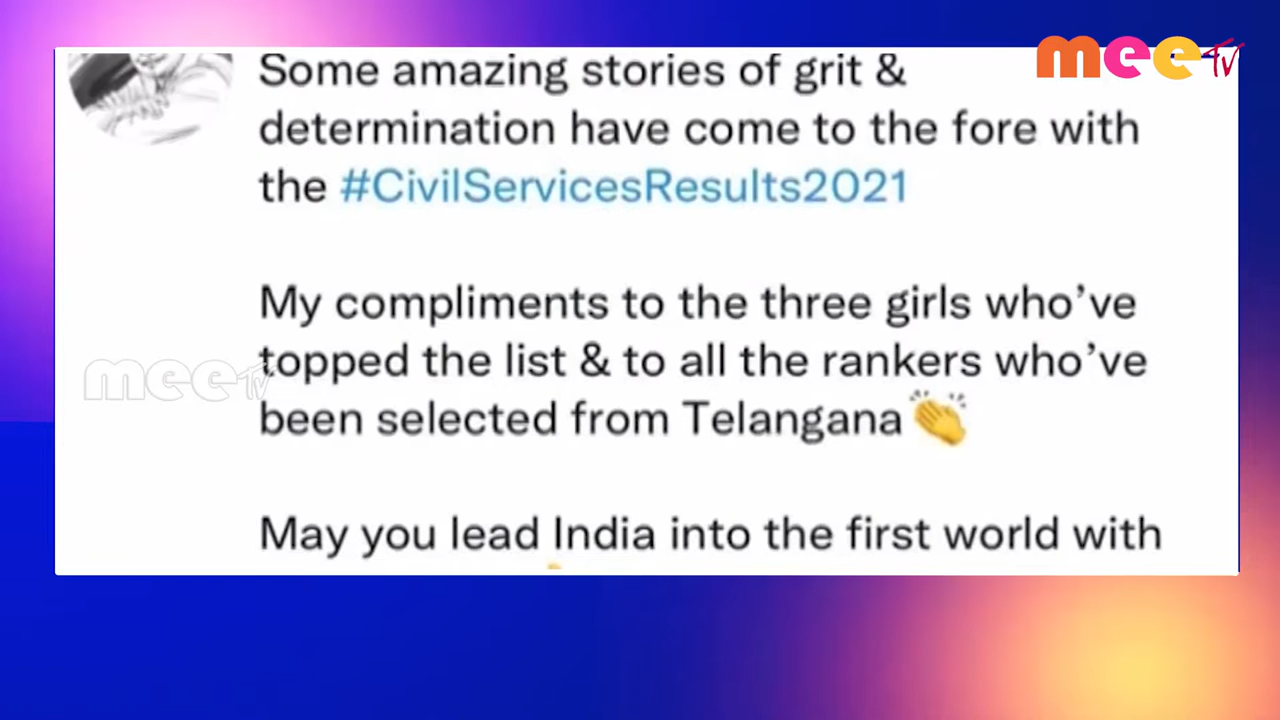 mee TV
Some amazing stories of grit &
determination have come to the fore with
the #CivilServicesResults2021
My compliments to the three girls who’ve
topped the list & to all the rankers who’ve
been selected from Telangana 👏
mee TV
May you lead India into the first world with